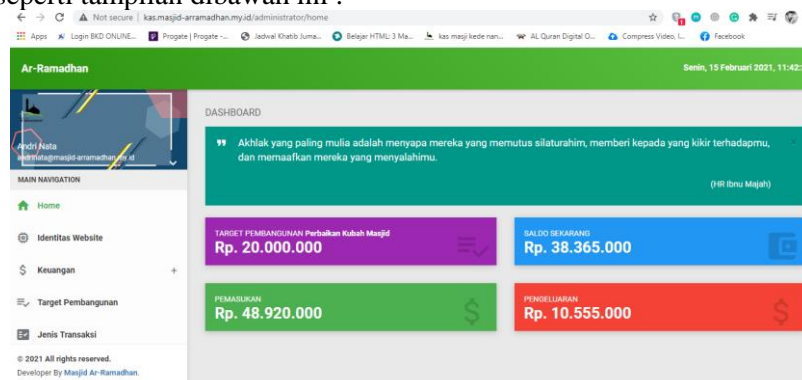 seperti tampilan dibawah ini :
Not secure | kas.masjid-arramadhan.my.id/administrator/home
Apps Login BKD ONLINE... Progate | Progate -... Jadwal Khatib Juma... Belajar HTML: 3 Ma... kas masji kede nan... AL Quran Digital O... Compress Video, I... Facebook
Ar-Ramadhan
Senin, 15 Februari 2021, 11:42:
Andri Nata
andrinata@masjid-arramadhan.my.id
MAIN NAVIGATION
Home
Identitas Website
Keuangan +
Target Pembangunan
Jenis Transaksi
© 2021 All rights reserved.
Developer By Masjid Ar-Ramadhan.
DASHBOARD
Akhlak yang paling mulia adalah menyapa mereka yang memutus silaturahim, memberi kepada yang kikir terhadapmu,
dan memaafkan mereka yang menyalahimu.
(HR Ibnu Majah)
TARGET PEMBANGUNAN Perbaikan Kubah Masjid
Rp. 20.000.000
SALDO SEKARANG
Rp. 38.365.000
PEMASUKAN
Rp. 48.920.000
PENGELUARAN
Rp. 10.555.000